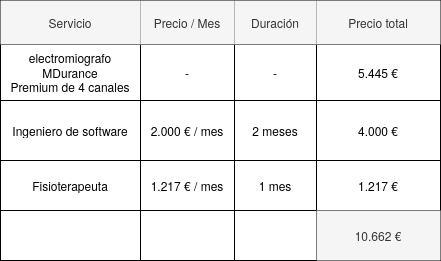 Servicio Precio / Mes Duración Precio total
electromiografo
MDurance
Premium de 4 canales - - 5.445 €
Ingeniero de software 2.000 € / mes 2 meses 4.000 €
Fisioterapeuta 1.217 € / mes 1 mes 1.217 €
10.662 €